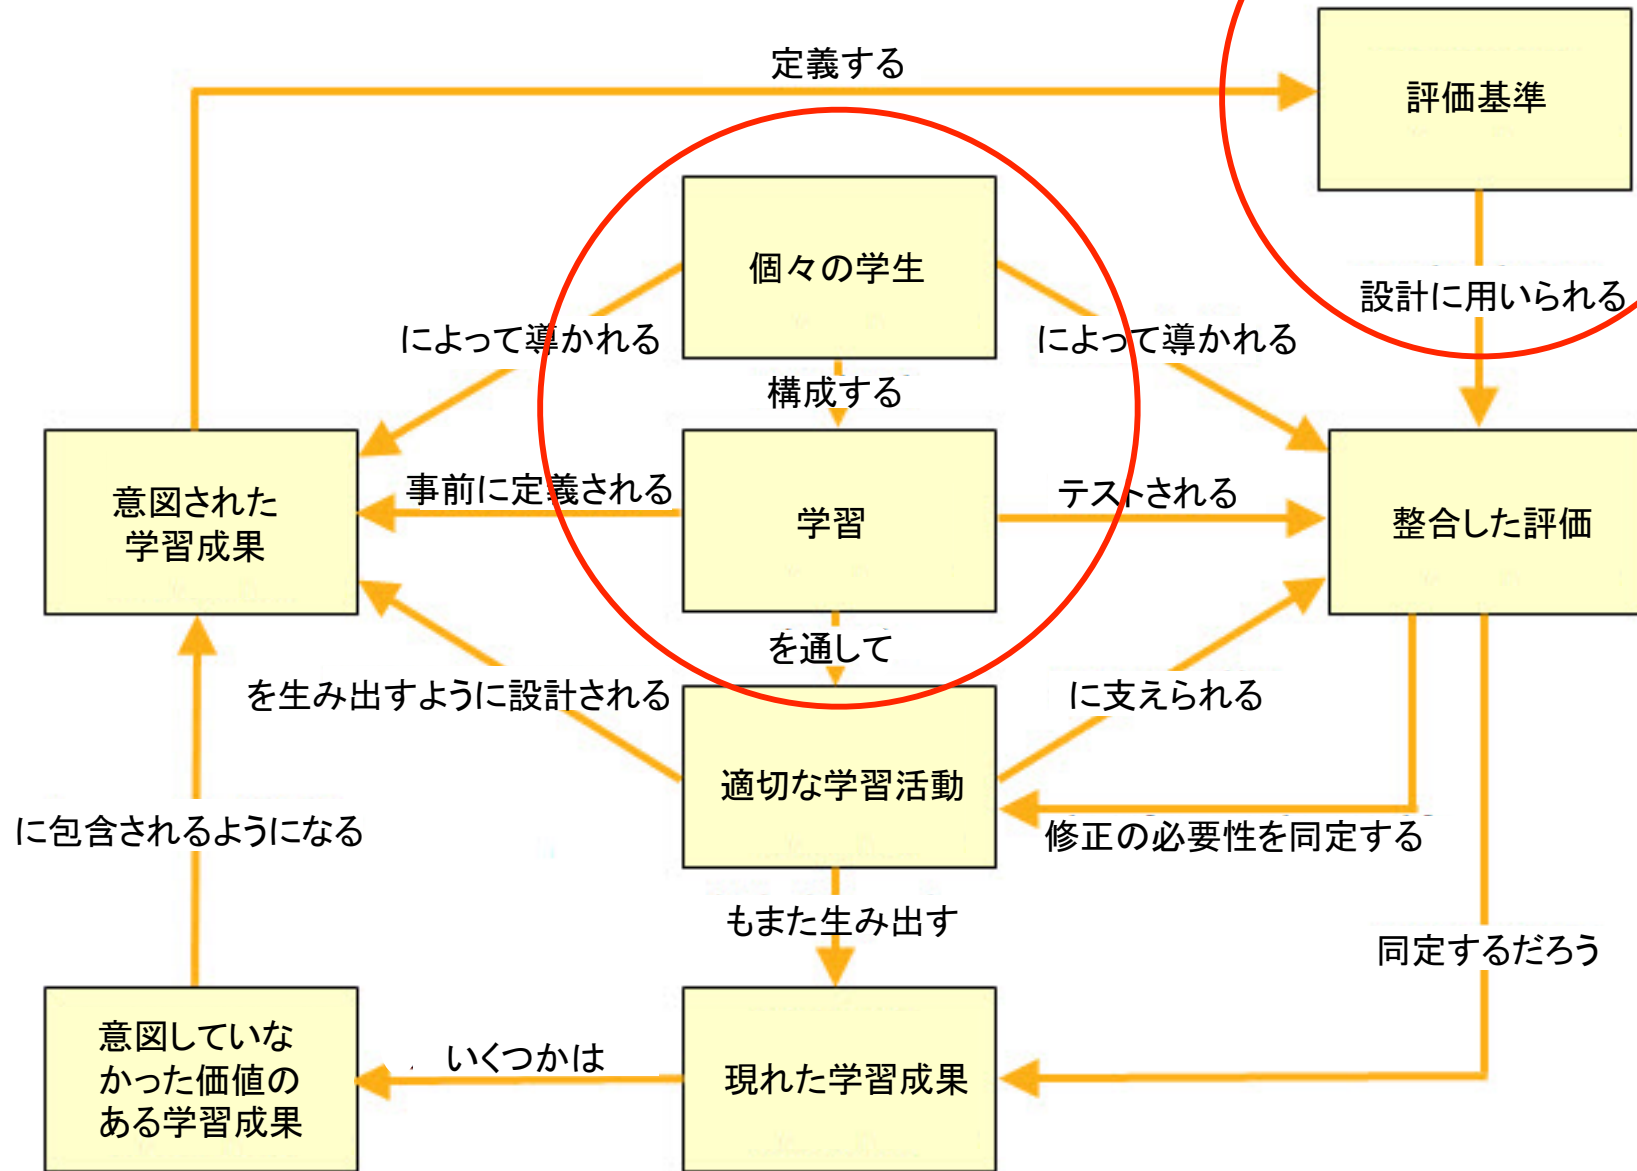 定義する
評価基準
個々の学生
設計に用いられる
によって導かれる
によって導かれる
構成する
意図された
学習成果
事前に定義される
学習
テストされる
整合した評価
を通して
を生み出すように設計される
に支えられる
適切な学習活動
に包含されるようになる
修正の必要性を同定する
もまた生み出す
同定するだろう
意図していな
かった価値の
ある学習成果
いくつかは
現れた学習成果